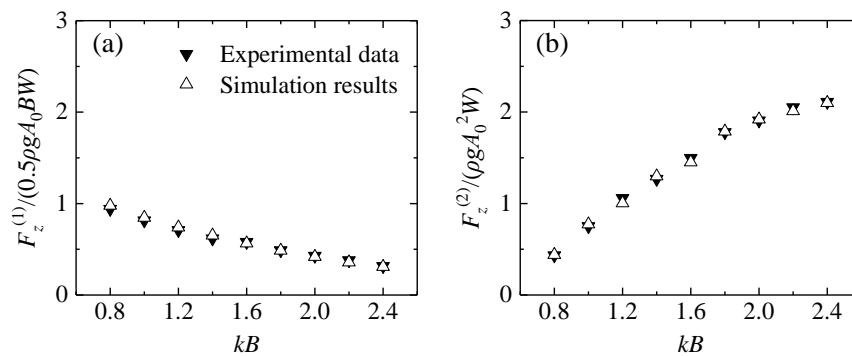 3
(a)
Experimental data
Simulation results
2
1
0
0.8 1.2 1.6 2.0 2.4
kB
F_z^(1)/(0.5ρgA_0BW)
3
(b)
2
1
0
0.8 1.2 1.6 2.0 2.4
kB
F_z^(2)/(ρgA_0^2W)